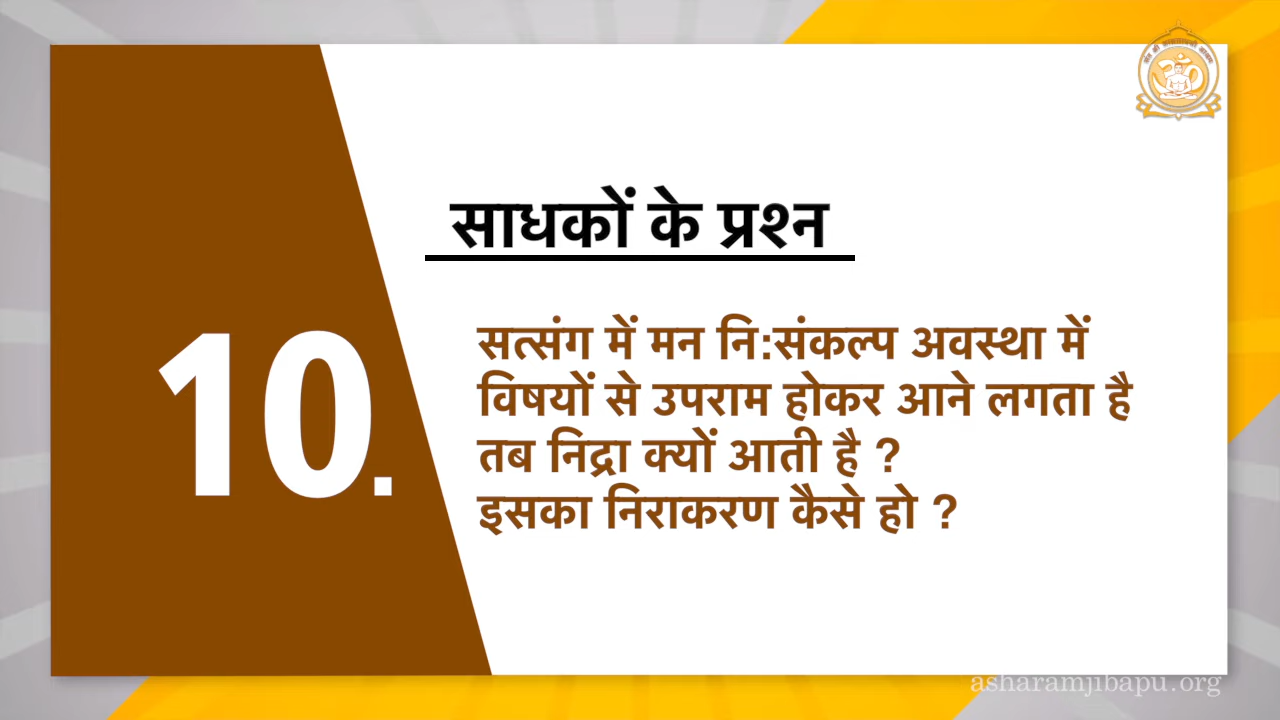 साधकों के प्रश्न
10.
सत्संग में मन नि:संकल्प अवस्था में
विषयों से उपराम होकर आने लगता है
तब निद्रा क्यों आती है ?
इसका निराकरण कैसे हो ?
asharamjibapu.org